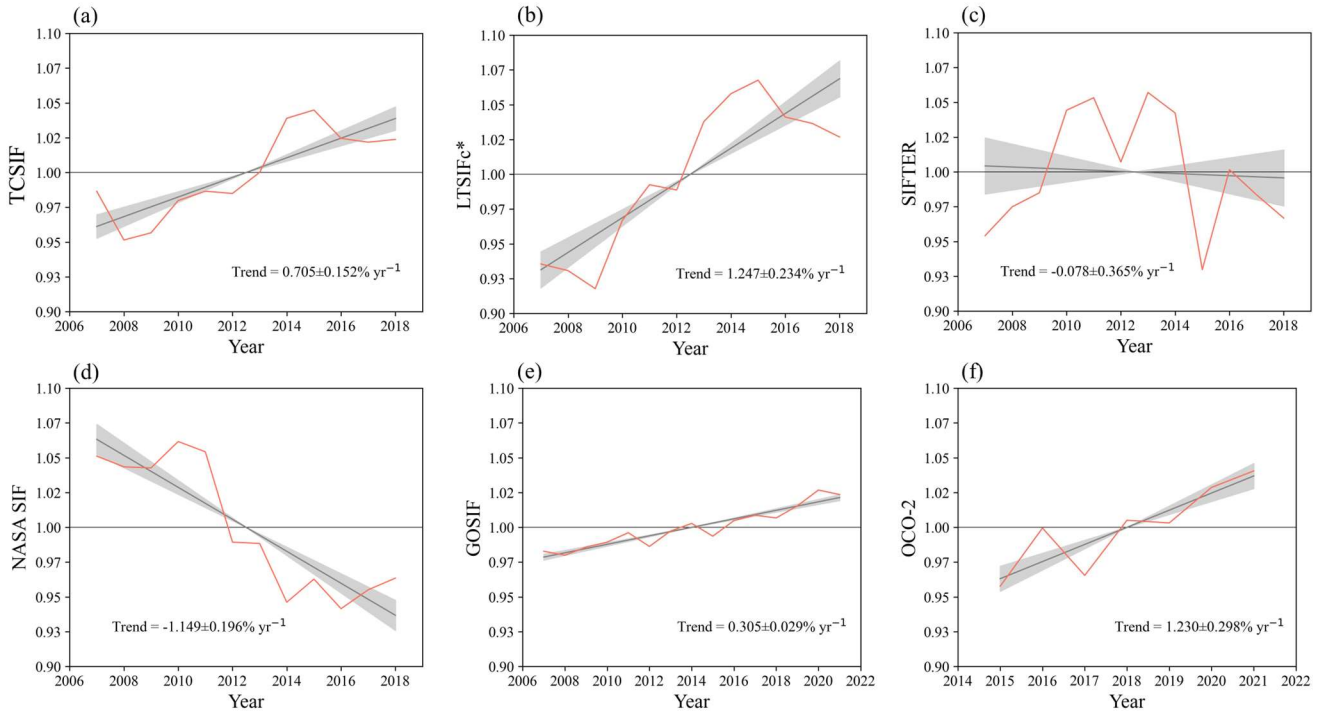 (a)
TCSIF
1.10
1.07
1.05
1.02
1.00
0.97
0.95
0.93
0.90
Trend = 0.705±0.152% yr⁻¹
2006 2008 2010 2012 2014 2016 2018
Year
(b)
LTSIFc*
1.10
1.07
1.05
1.02
1.00
0.97
0.95
0.93
0.90
Trend = 1.247±0.234% yr⁻¹
2006 2008 2010 2012 2014 2016 2018
Year
(c)
SIFTER
1.10
1.07
1.05
1.02
1.00
0.97
0.95
0.93
0.90
Trend = -0.078±0.365% yr⁻¹
2006 2008 2010 2012 2014 2016 2018
Year
(d)
NASA SIF
1.10
1.07
1.05
1.02
1.00
0.97
0.95
0.93
0.90
Trend = -1.149±0.196% yr⁻¹
2006 2008 2010 2012 2014 2016 2018
Year
(e)
GOSIF
1.10
1.07
1.05
1.02
1.00
0.97
0.95
0.93
0.90
Trend = 0.305±0.029% yr⁻¹
2006 2008 2010 2012 2014 2016 2018 2020 2022
Year
(f)
OCO-2
1.10
1.07
1.05
1.02
1.00
0.97
0.95
0.93
0.90
Trend = 1.230±0.298% yr⁻¹
2014 2015 2016 2017 2018 2019 2020 2021 2022
Year